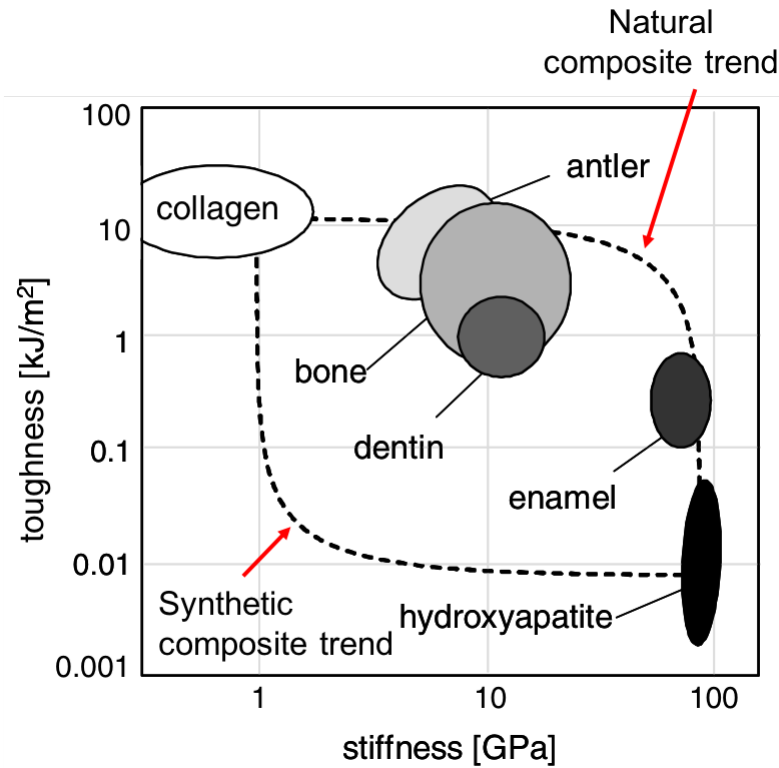 Natural
composite trend
100
antler
collagen
10
toughness [kJ/m²]
1
bone
dentin
0.1
enamel
0.01
Synthetic
composite trend
hydroxyapatite
0.001
1
10
100
stiffness [GPa]